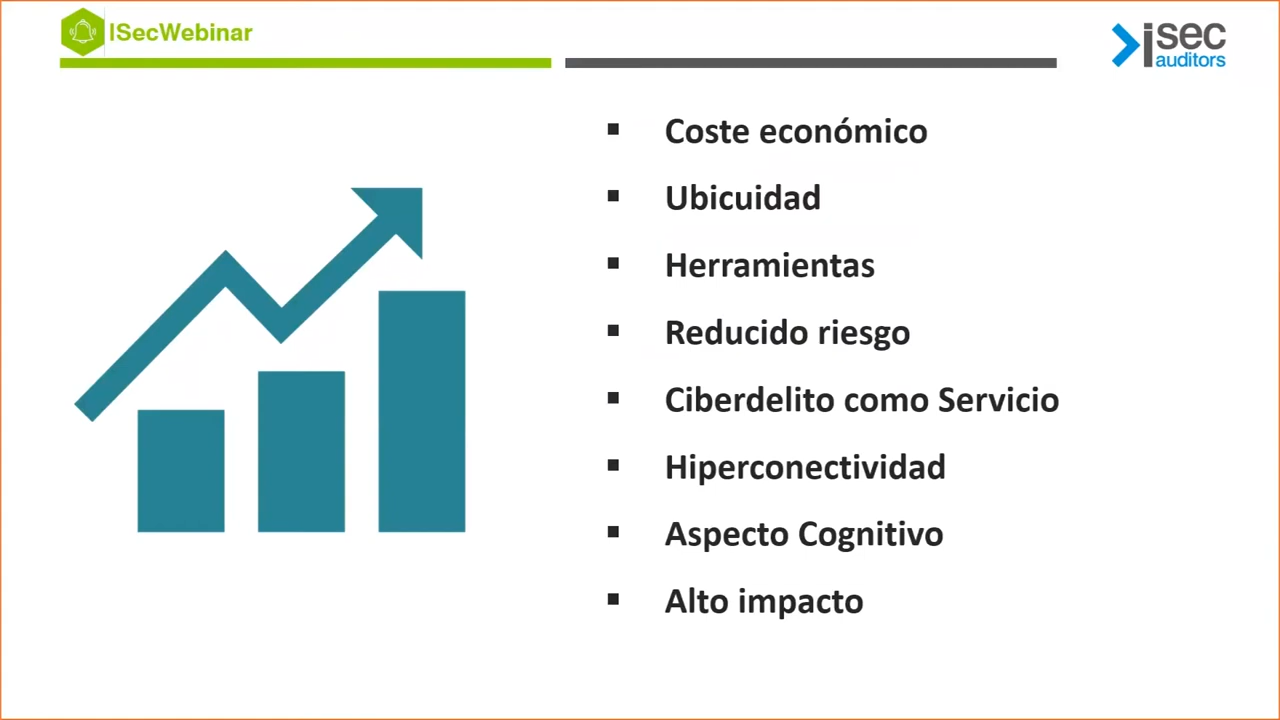 ISecWebinar
isec
auditors
▪ Coste económico
▪ Ubicuidad
▪ Herramientas
▪ Reducido riesgo
▪ Ciberdelito como Servicio
▪ Hiperconectividad
▪ Aspecto Cognitivo
▪ Alto impacto